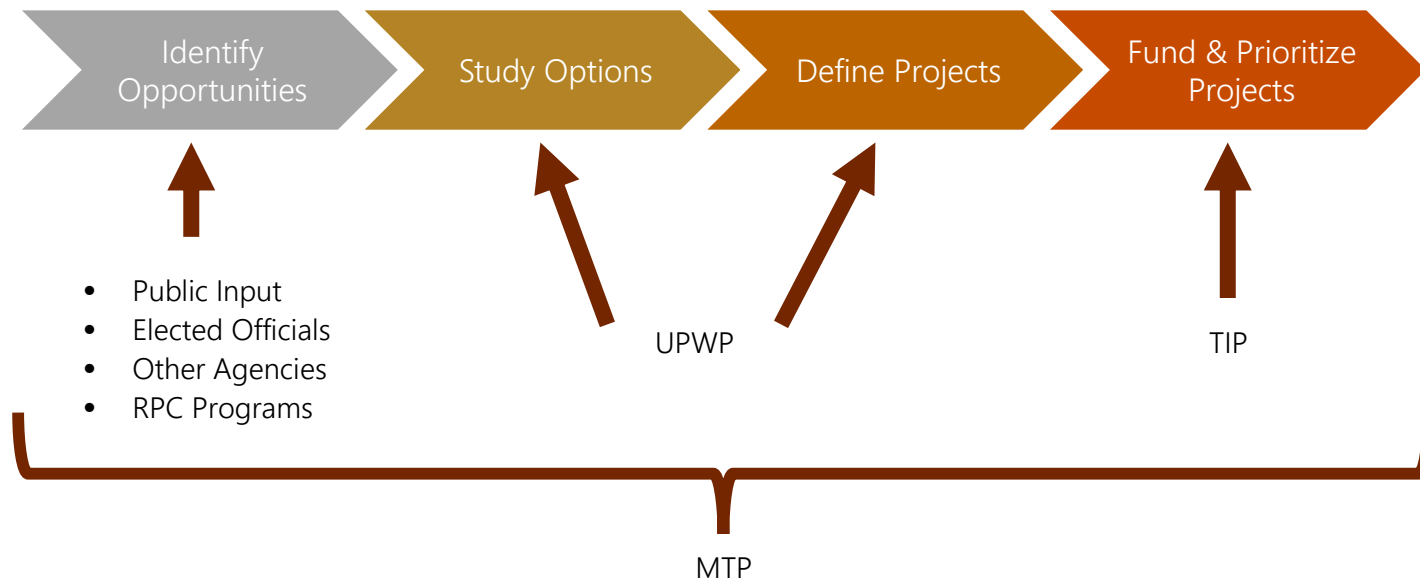 Identify
Opportunities
Study Options
Define Projects
Fund & Prioritize
Projects
• Public Input
• Elected Officials
• Other Agencies
• RPC Programs
UPWP
TIP
MTP